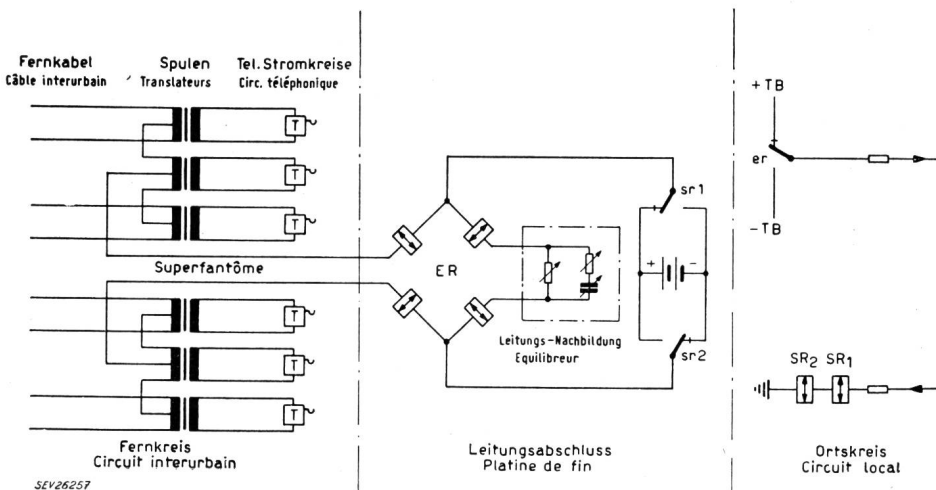 Fernkabel
Câble interurbain
Spulen
Translateurs
Tel. Stromkreise
Circ. téléphonique
T
T
T
Superfantôme
T
T
T
Fernkreis
Circuit interurbain
SEV26257
ER
sr1
+ -
Leitungs-Nachbildung
Equilibreur
sr2
Leitungsabschluss
Platine de fin
+TB
er
-TB
SR2 SR1
Ortskreis
Circuit local